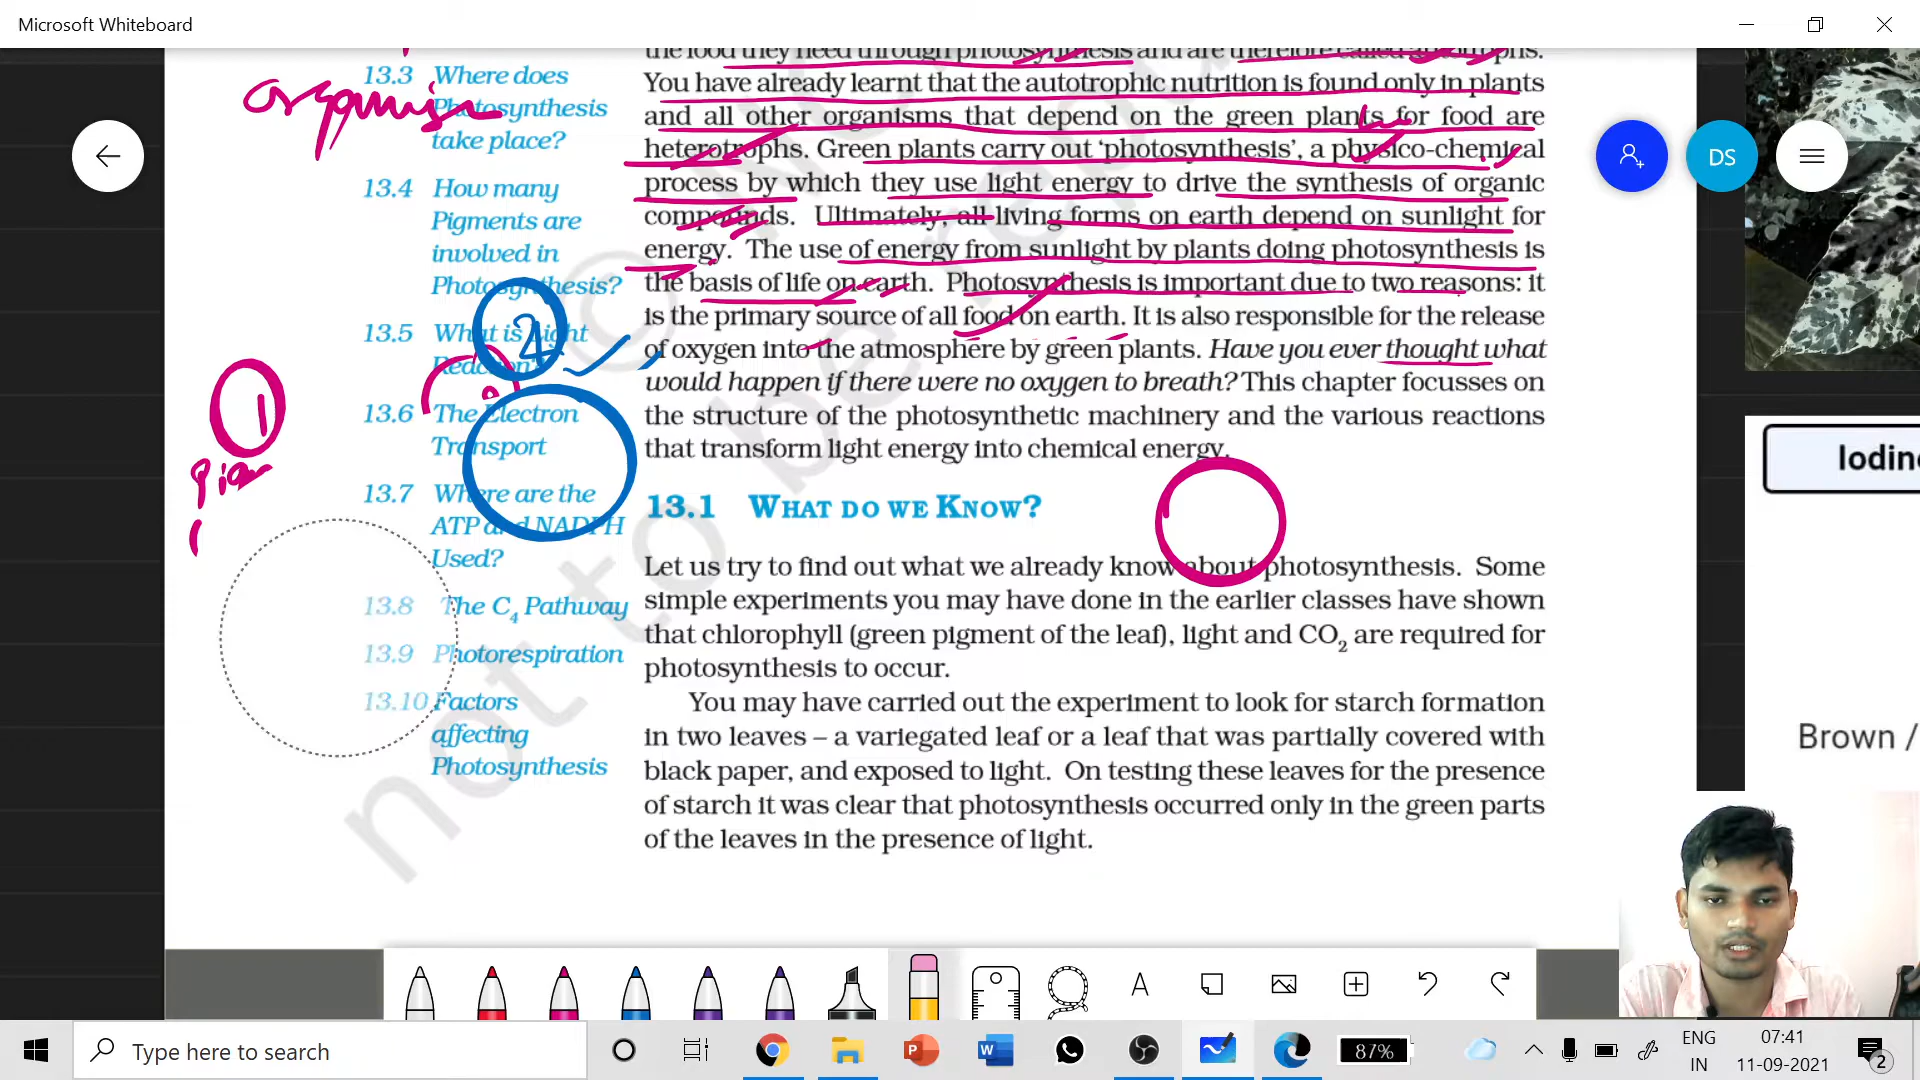 Microsoft Whiteboard
the food they need through photosynthesis and are therefore called autotrophs.
You have already learnt that the autotrophic nutrition is found only in plants
and all other organisms that depend on the green plants for food are
heterotrophs. Green plants carry out ‘photosynthesis’, a physico-chemical
process by which they use light energy to drive the synthesis of organic
compounds. Ultimately, all living forms on earth depend on sunlight for
energy. The use of energy from sunlight by plants doing photosynthesis is
the basis of life on earth. Photosynthesis is important due to two reasons: it
is the primary source of all food on earth. It is also responsible for the release
of oxygen into the atmosphere by green plants. Have you ever thought what
would happen if there were no oxygen to breath? This chapter focusses on
the structure of the photosynthetic machinery and the various reactions
that transform light energy into chemical energy.
13.3 Where does
Photosynthesis
take place?
13.4 How many
Pigments are
involved in
Photosynthesis?
13.5 What is Light
Reaction?
13.6 The Electron
Transport
13.7 Where are the
ATP and NADPH
Used?
13.8 The C4 Pathway
13.9 Photorespiration
13.10 Factors
affecting
Photosynthesis
1
2
DS
13.1 WHAT DO WE KNOW?
Let us try to find out what we already know about photosynthesis. Some
simple experiments you may have done in the earlier classes have shown
that chlorophyll (green pigment of the leaf), light and CO2 are required for
photosynthesis to occur.
You may have carried out the experiment to look for starch formation
in two leaves – a variegated leaf or a leaf that was partially covered with
black paper, and exposed to light. On testing these leaves for the presence
of starch it was clear that photosynthesis occurred only in the green parts
of the leaves in the presence of light.
not to be
Brown /
A
Type here to search
87%
ENG
IN
07:41
11-09-2021
2